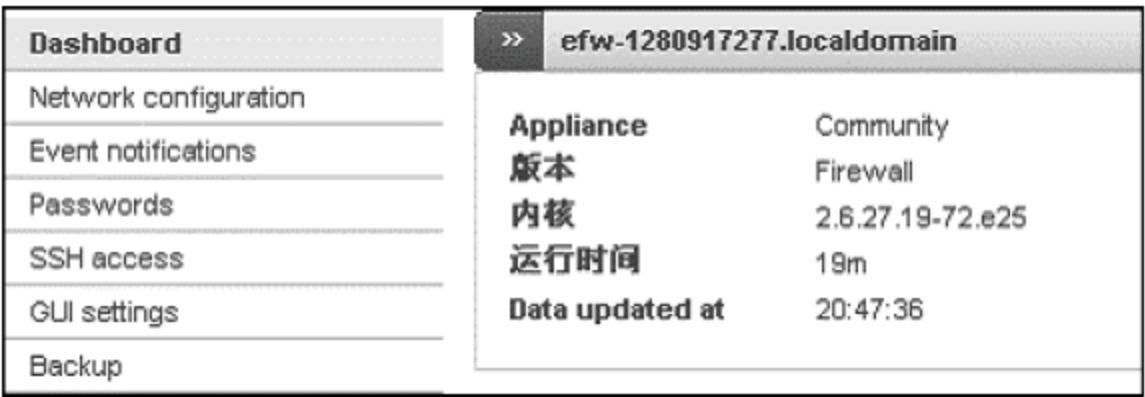 Dashboard
Network configuration
Event notifications
Passwords
SSH access
GUI settings
Backup
» efw-1280917277.localdomain
Appliance Community
版本 Firewall
内核 2.6.27.19-72.e25
运行时间 19m
Data updated at 20:47:36